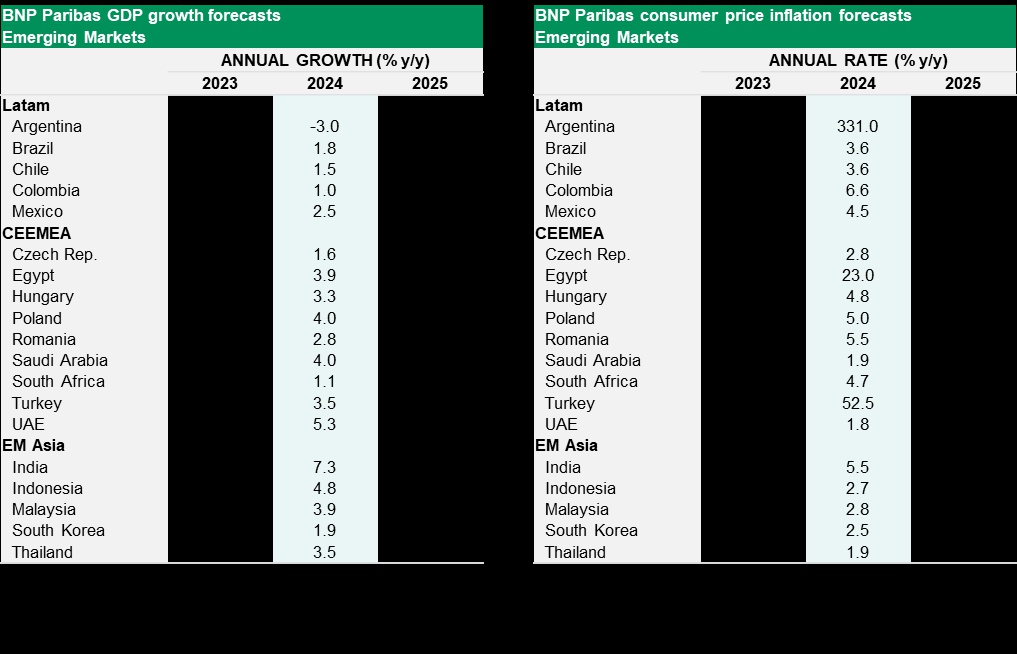 BNP Paribas GDP growth forecasts
Emerging Markets
ANNUAL GROWTH (% y/y)
2023 2024 2025
Latam
Argentina -3.0
Brazil 1.8
Chile 1.5
Colombia 1.0
Mexico 2.5
CEEMEA
Czech Rep. 1.6
Egypt 3.9
Hungary 3.3
Poland 4.0
Romania 2.8
Saudi Arabia 4.0
South Africa 1.1
Turkey 3.5
UAE 5.3
EM Asia
India 7.3
Indonesia 4.8
Malaysia 3.9
South Korea 1.9
Thailand 3.5
BNP Paribas consumer price inflation forecasts
Emerging Markets
ANNUAL RATE (% y/y)
2023 2024 2025
Latam
Argentina 331.0
Brazil 3.6
Chile 3.6
Colombia 6.6
Mexico 4.5
CEEMEA
Czech Rep. 2.8
Egypt 23.0
Hungary 4.8
Poland 5.0
Romania 5.5
Saudi Arabia 1.9
South Africa 4.7
Turkey 52.5
UAE 1.8
EM Asia
India 5.5
Indonesia 2.7
Malaysia 2.8
South Korea 2.5
Thailand 1.9